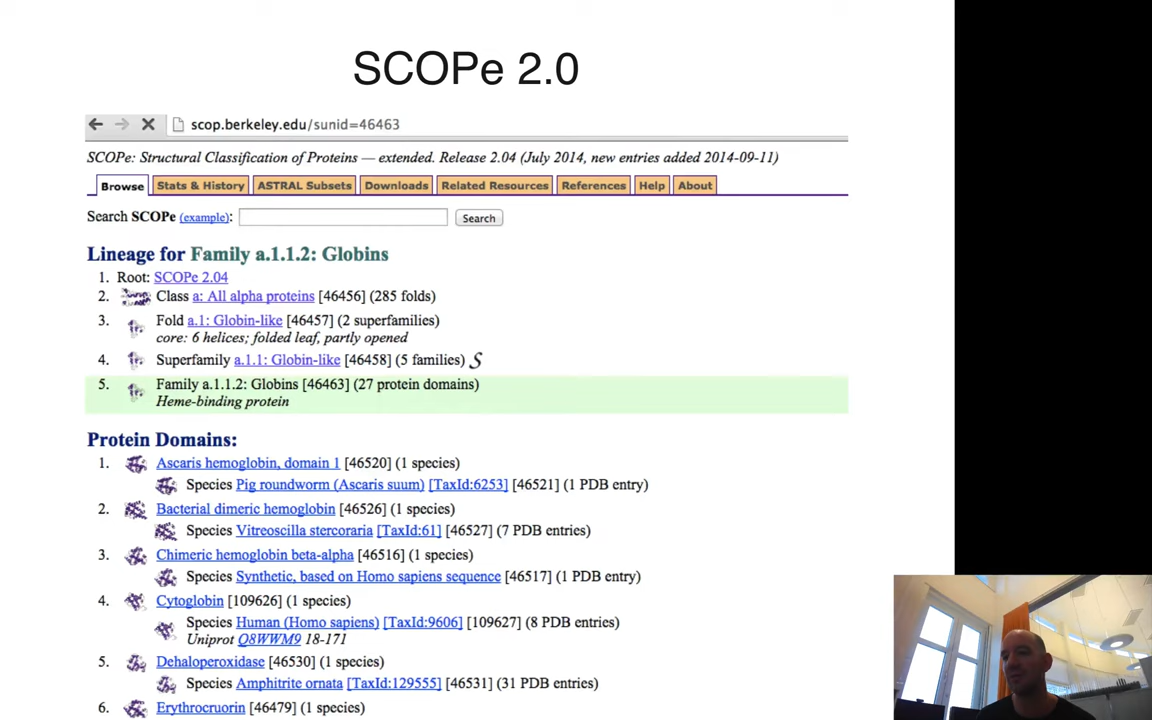 SCOPe 2.0
scop.berkeley.edu/sunid=46463
SCOPe: Structural Classification of Proteins — extended. Release 2.04 (July 2014, new entries added 2014-09-11)
Browse Stats & History ASTRAL Subsets Downloads Related Resources References Help About
Search SCOPe (example): Search
Lineage for Family a.1.1.2: Globins
1. Root: SCOPe 2.04
2. Class a: All alpha proteins [46456] (285 folds)
3. Fold a.1: Globin-like [46457] (2 superfamilies)
core: 6 helices; folded leaf, partly opened
4. Superfamily a.1.1: Globin-like [46458] (5 families) S
5. Family a.1.1.2: Globins [46463] (27 protein domains)
Heme-binding protein
Protein Domains:
1. Ascaris hemoglobin, domain 1 [46520] (1 species)
Species Pig roundworm (Ascaris suum) [TaxId:6253] [46521] (1 PDB entry)
2. Bacterial dimeric hemoglobin [46526] (1 species)
Species Vitreoscilla stercoraria [TaxId:61] [46527] (7 PDB entries)
3. Chimeric hemoglobin beta-alpha [46516] (1 species)
Species Synthetic, based on Homo sapiens sequence [46517] (1 PDB entry)
4. Cytoglobin [109626] (1 species)
Species Human (Homo sapiens) [TaxId:9606] [109627] (8 PDB entries)
Uniprot Q8WWM9 18-171
5. Dehaloperoxidase [46530] (1 species)
Species Amphitrite ornata [TaxId:129555] [46531] (31 PDB entries)
6. Erythrocruorin [46479] (1 species)